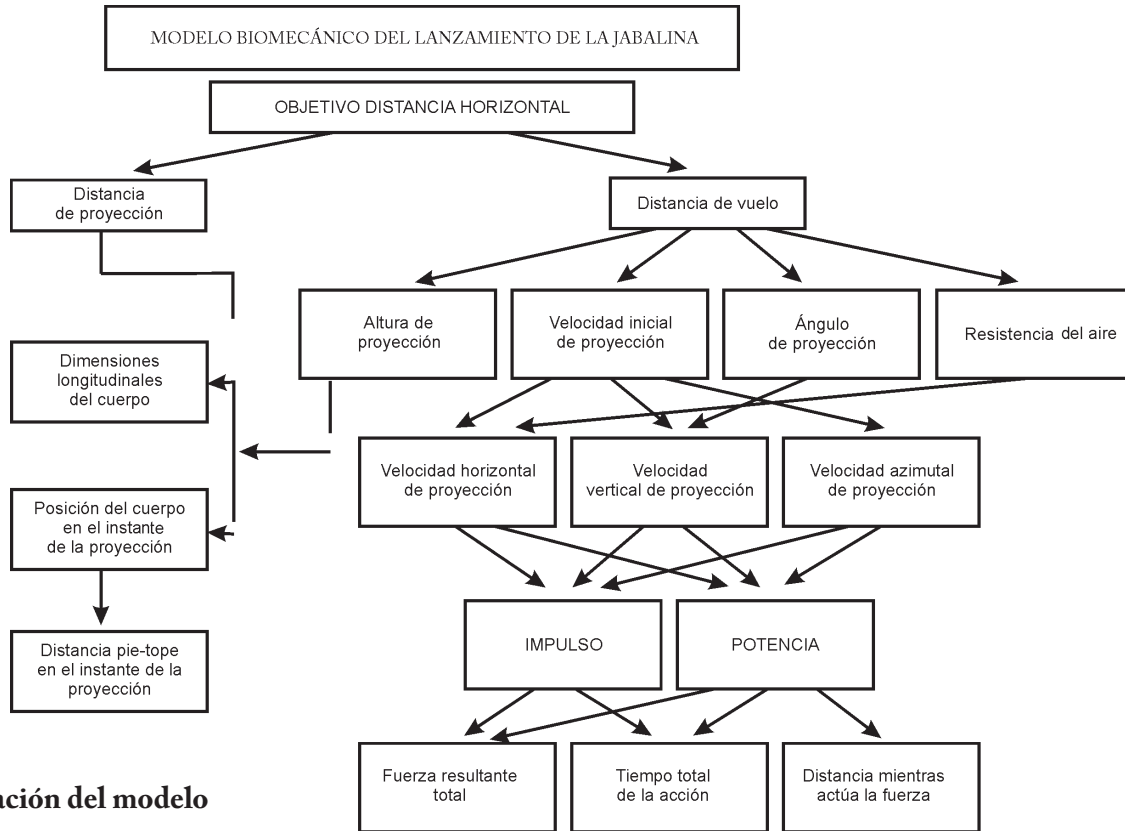 MODELO BIOMECÁNICO DEL LANZAMIENTO DE LA JABALINA
OBJETIVO DISTANCIA HORIZONTAL
Distancia
de proyección
Distancia de vuelo
Altura de
proyección
Velocidad inicial
de proyección
Ángulo
de proyección
Resistencia del aire
Dimensiones
longitudinales
del cuerpo
Velocidad horizontal
de proyección
Velocidad
vertical de proyección
Velocidad azimutal
de proyección
Posición del cuerpo
en el instante
de la proyección
IMPULSO
POTENCIA
Distancia pie-tope
en el instante de la
proyección
Fuerza resultante
total
Tiempo total
de la acción
Distancia mientras
actúa la fuerza
ación del modelo